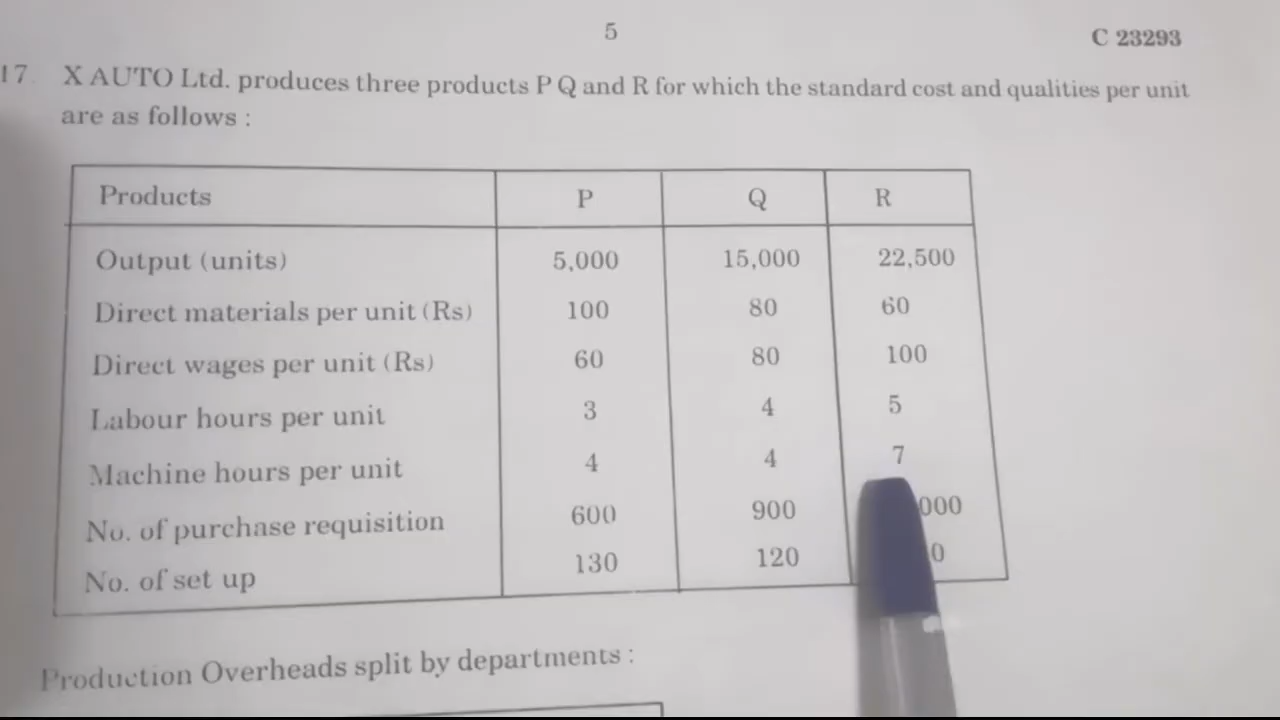 5
C 23293
17. X AUTO Ltd. produces three products P Q and R for which the standard cost and qualities per unit
are as follows :
Products P Q R
Output (units) 5,000 15,000 22,500
Direct materials per unit (Rs) 100 80 60
Direct wages per unit (Rs) 60 80 100
Labour hours per unit 3 4 5
Machine hours per unit 4 4 7
No. of purchase requisition 600 900
No. of set up 130 120
Production Overheads split by departments :